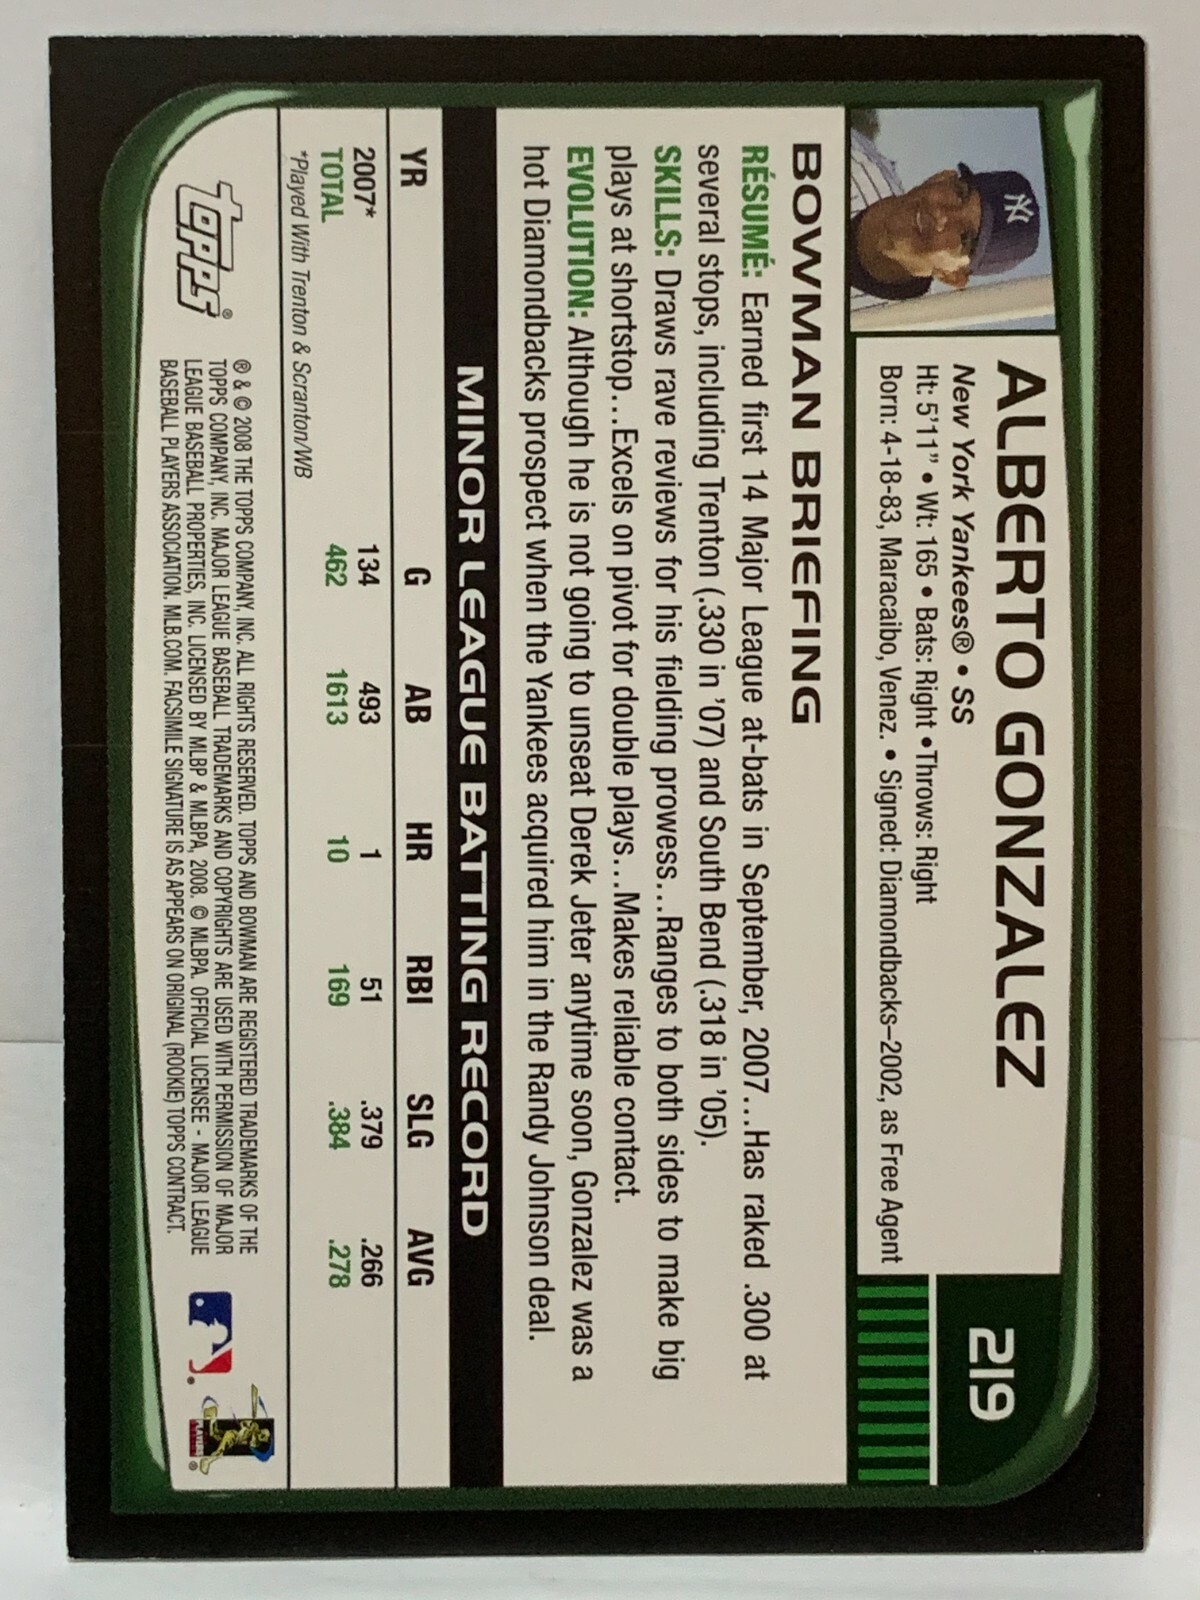 ALBERTO GONZALEZ
219
New York Yankees® • SS
Ht: 5'11" • Wt: 165 • Bats: Right •Throws: Right
Born: 4-18-83, Maracaibo, Venez. • Signed: Diamondbacks–2002, as Free Agent
BOWMAN BRIEFING
RÉSUMÉ: Earned first 14 Major League at-bats in September, 2007...Has raked .300 at
several stops, including Trenton (.330 in '07) and South Bend (.318 in '05).
SKILLS: Draws rave reviews for his fielding prowess...Ranges to both sides to make big
plays at shortstop...Excels on pivot for double plays...Makes reliable contact.
EVOLUTION: Although he is not going to unseat Derek Jeter anytime soon, Gonzalez was a
hot Diamondbacks prospect when the Yankees acquired him in the Randy Johnson deal.
MINOR LEAGUE BATTING RECORD
YR G AB HR RBI SLG AVG
2007* 134 493 1 51 .379 .266
TOTAL 462 1613 10 169 .384 .278
*Played With Trenton & Scranton/WB
Topps®
® & © 2008 THE TOPPS COMPANY, INC. ALL RIGHTS RESERVED. TOPPS AND BOWMAN ARE REGISTERED TRADEMARKS OF THE
TOPPS COMPANY, INC. MAJOR LEAGUE BASEBALL TRADEMARKS AND COPYRIGHTS ARE USED WITH PERMISSION OF MAJOR
LEAGUE BASEBALL PROPERTIES, INC. LICENSED BY MLBP & MLBPA, 2008. © MLBPA. OFFICIAL LICENSEE - MAJOR LEAGUE
BASEBALL PLAYERS ASSOCIATION. MLB.COM. FACSIMILE SIGNATURE IS AS APPEARS ON ORIGINAL (ROOKIE) TOPPS CONTRACT.